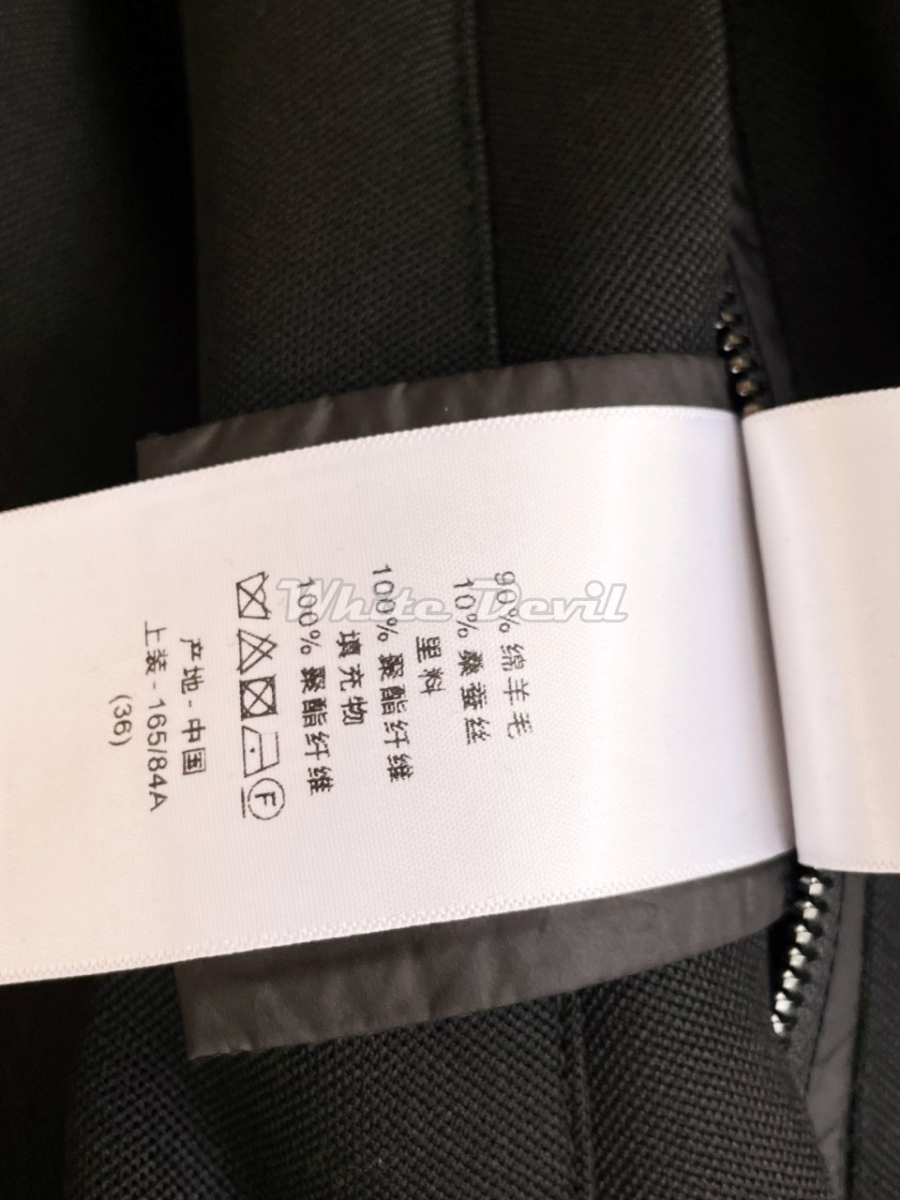 90% 绵羊毛
10% 桑蚕丝
里料
100% 聚酯纤维
填充物
100% 聚酯纤维
F
产地 - 中国
上装 - 165/84A
(36)
White Devil